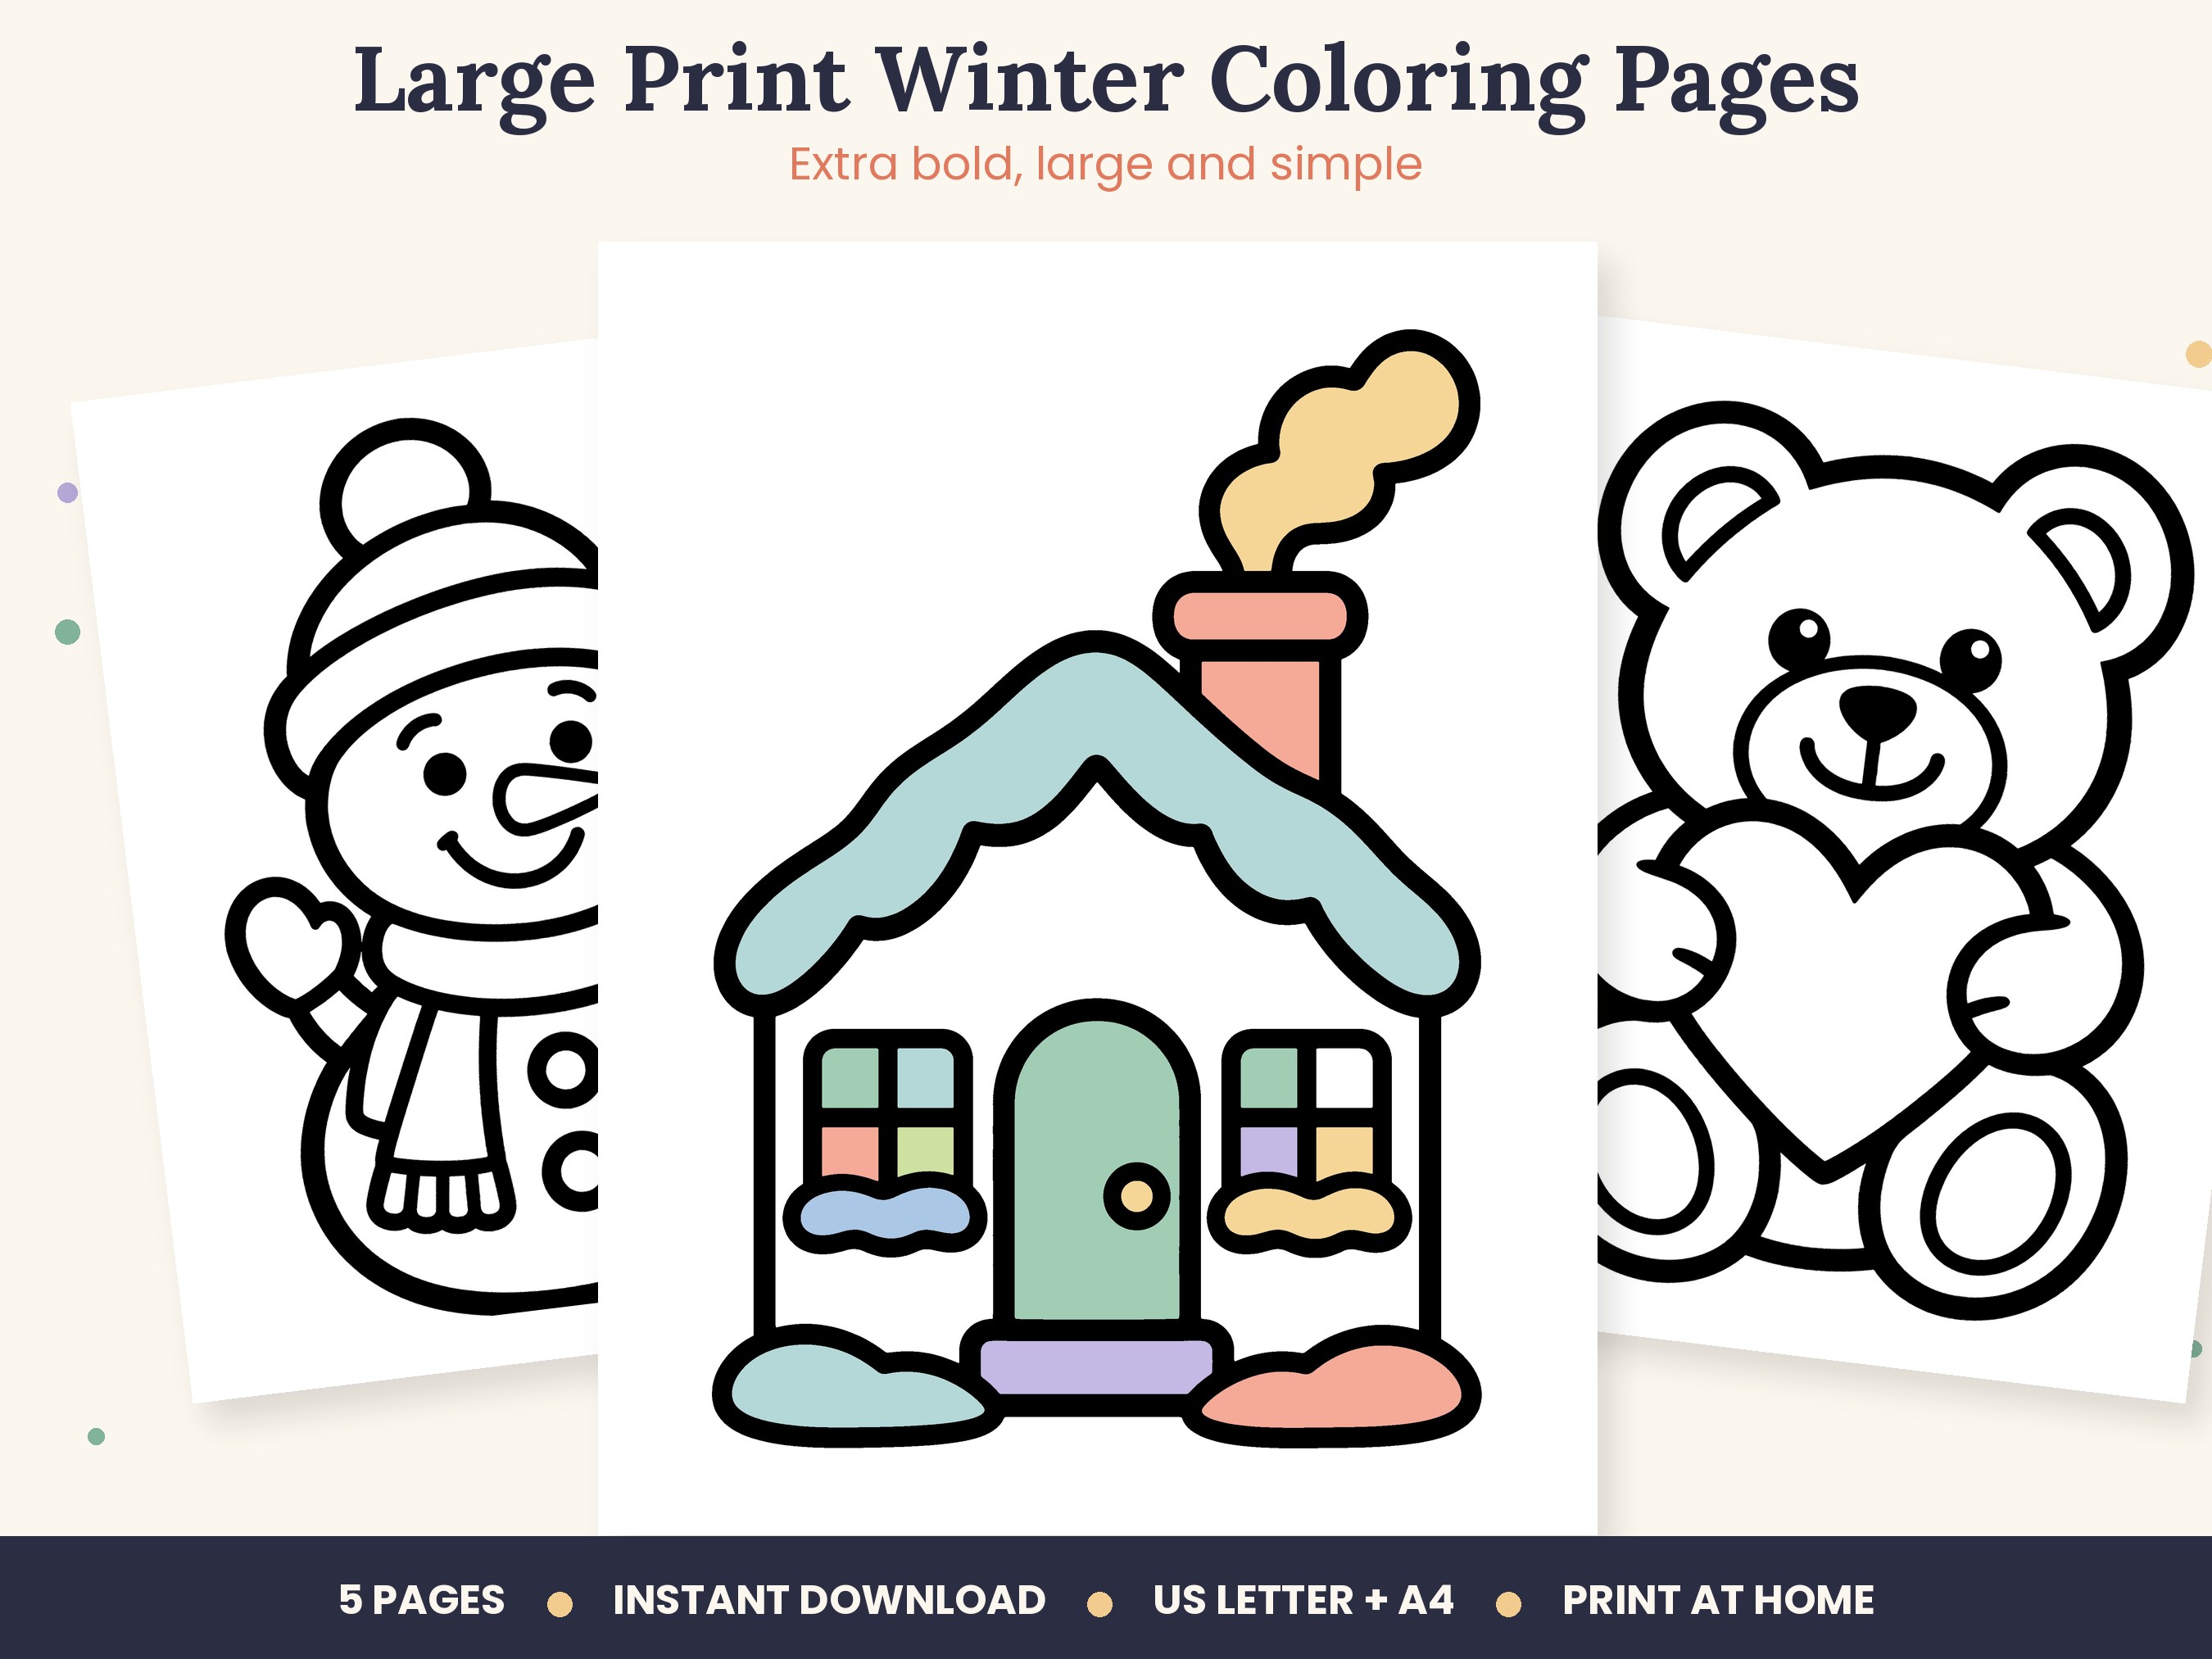 Large Print Winter Coloring Pages
Extra bold, large and simple
5 PAGES ● INSTANT DOWNLOAD ● US LETTER + A4 ● PRINT AT HOME